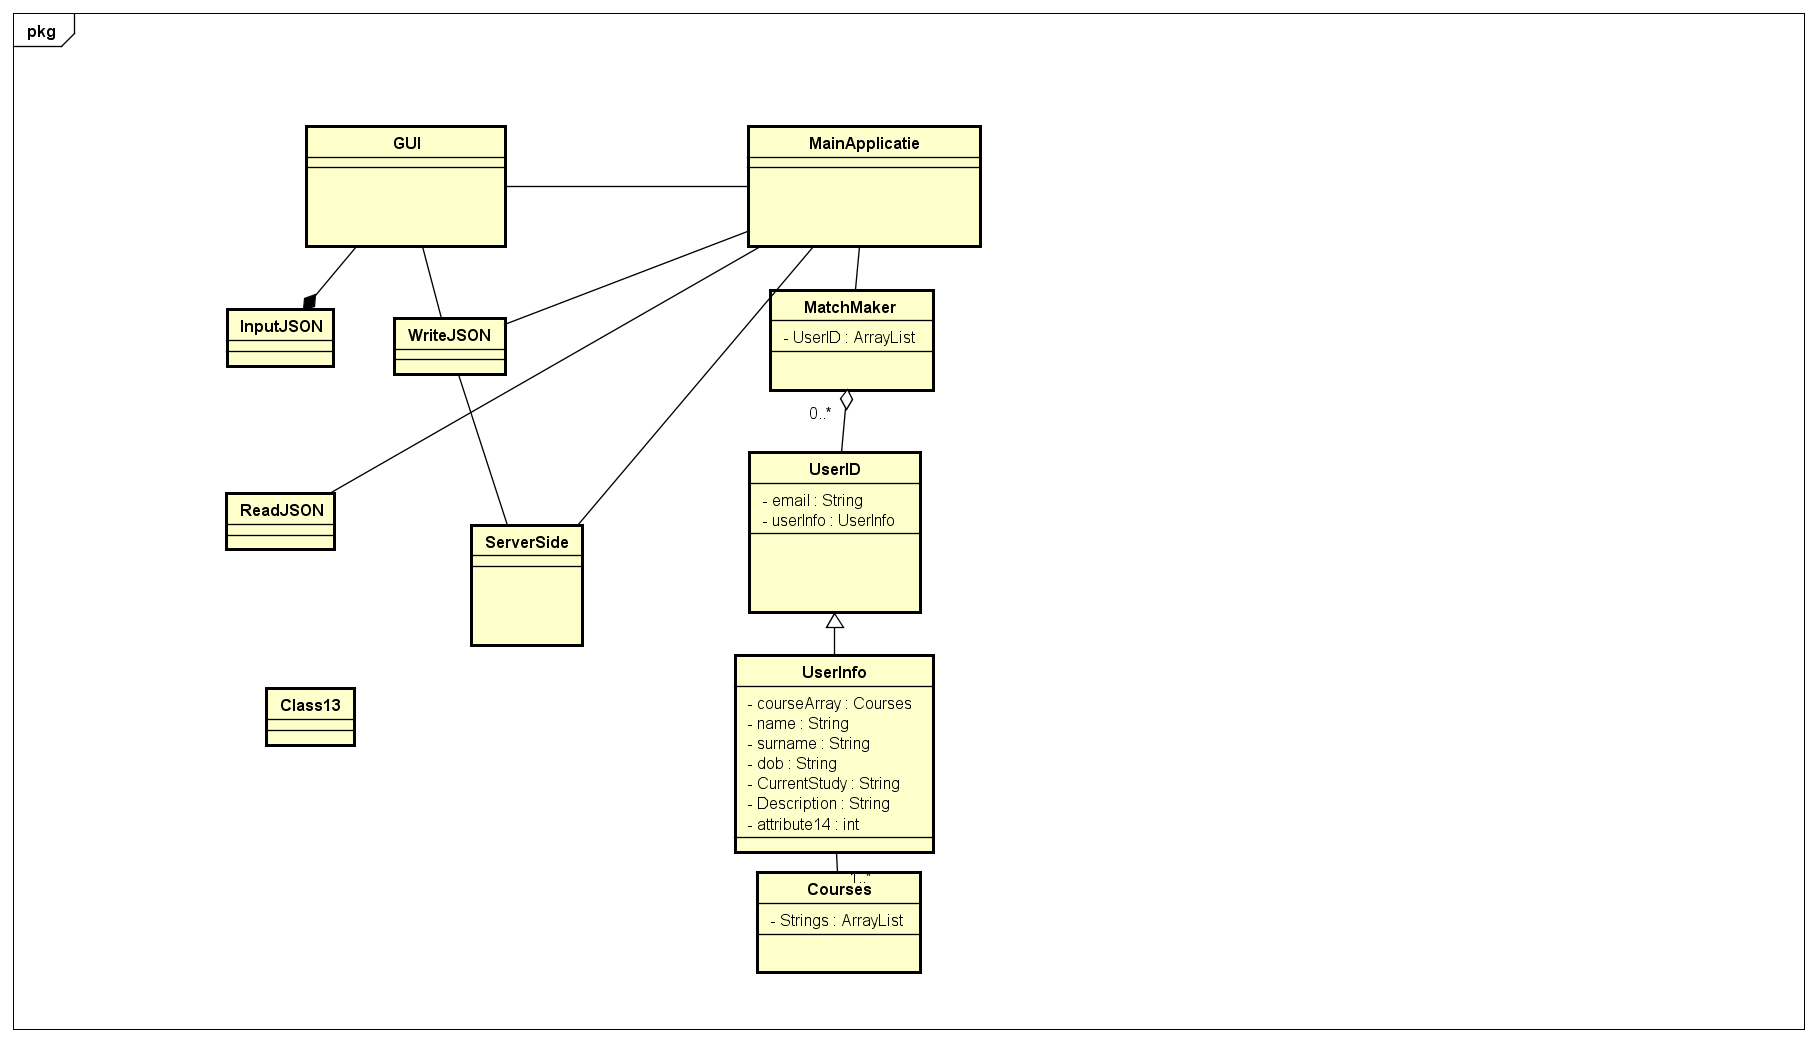 pkg
GUI
MainApplicatie
InputJSON
WriteJSON
MatchMaker
- UserID : ArrayList
0..*
UserID
- email : String
- userInfo : UserInfo
ReadJSON
ServerSide
UserInfo
- courseArray : Courses
- name : String
- surname : String
- dob : String
- CurrentStudy : String
- Description : String
- attribute14 : int
Class13
1..*
Courses
- Strings : ArrayList